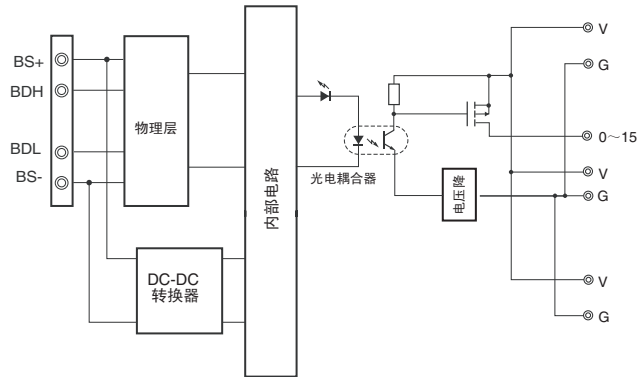 BS+
BDH
BDL
BS-
物理层
DC-DC
转换器
内部电路
光电耦合器
电压降
V
G
0～15
V
G
V
G